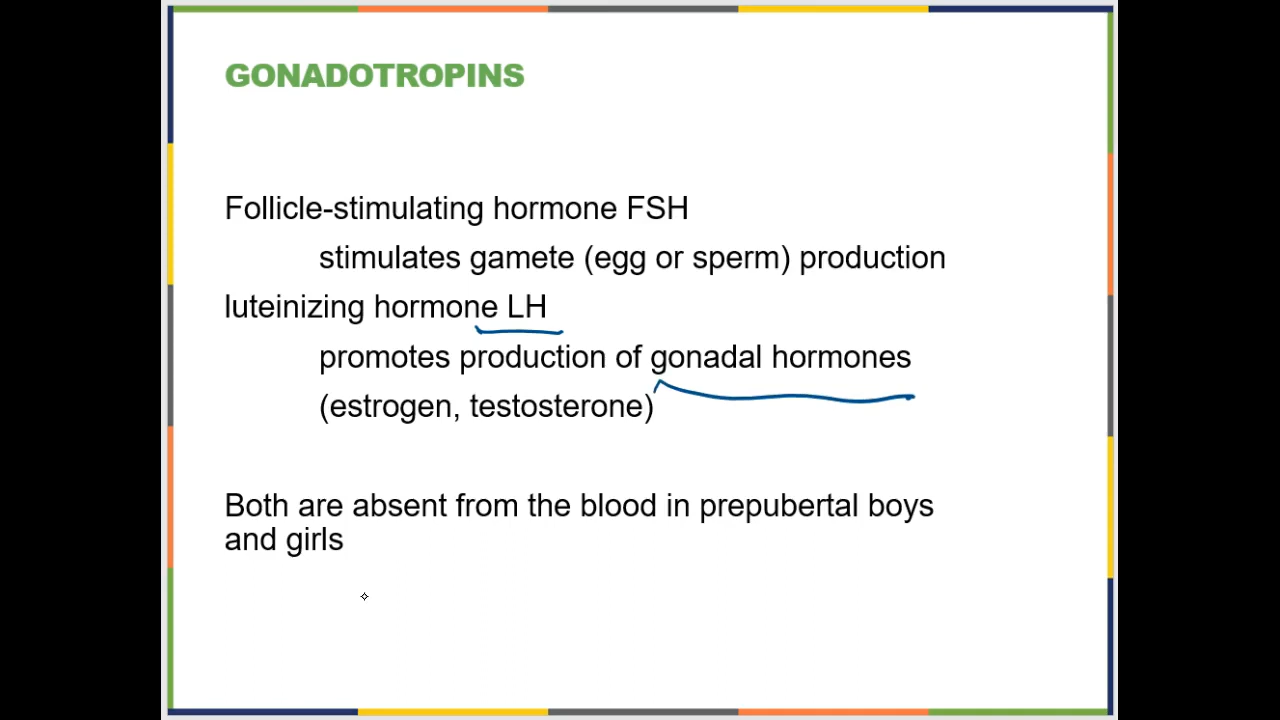 GONADOTROPINS
Follicle-stimulating hormone FSH
stimulates gamete (egg or sperm) production
luteinizing hormone LH
promotes production of gonadal hormones
(estrogen, testosterone)
Both are absent from the blood in prepubertal boys
and girls